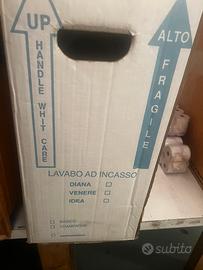 UP
HANDLE WHIT CARE
ALTO
FRAGILE
LAVABO AD INCASSO
DIANA
VENERE
IDEA
subito